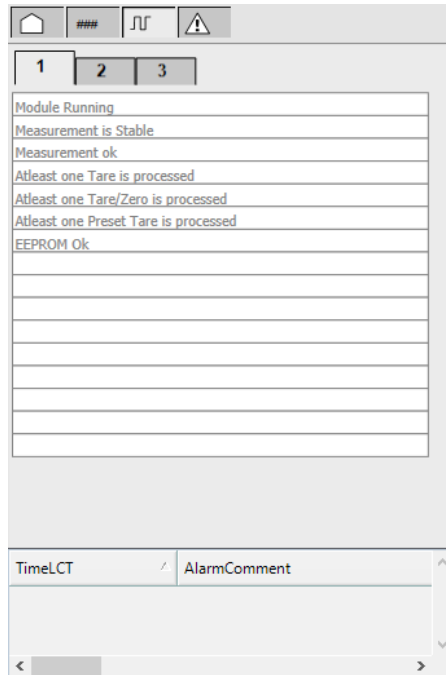 ###
1 2 3
Module Running
Measurement is Stable
Measurement ok
Atleast one Tare is processed
Atleast one Tare/Zero is processed
Atleast one Preset Tare is processed
EEPROM Ok
TimeLCT AlarmComment